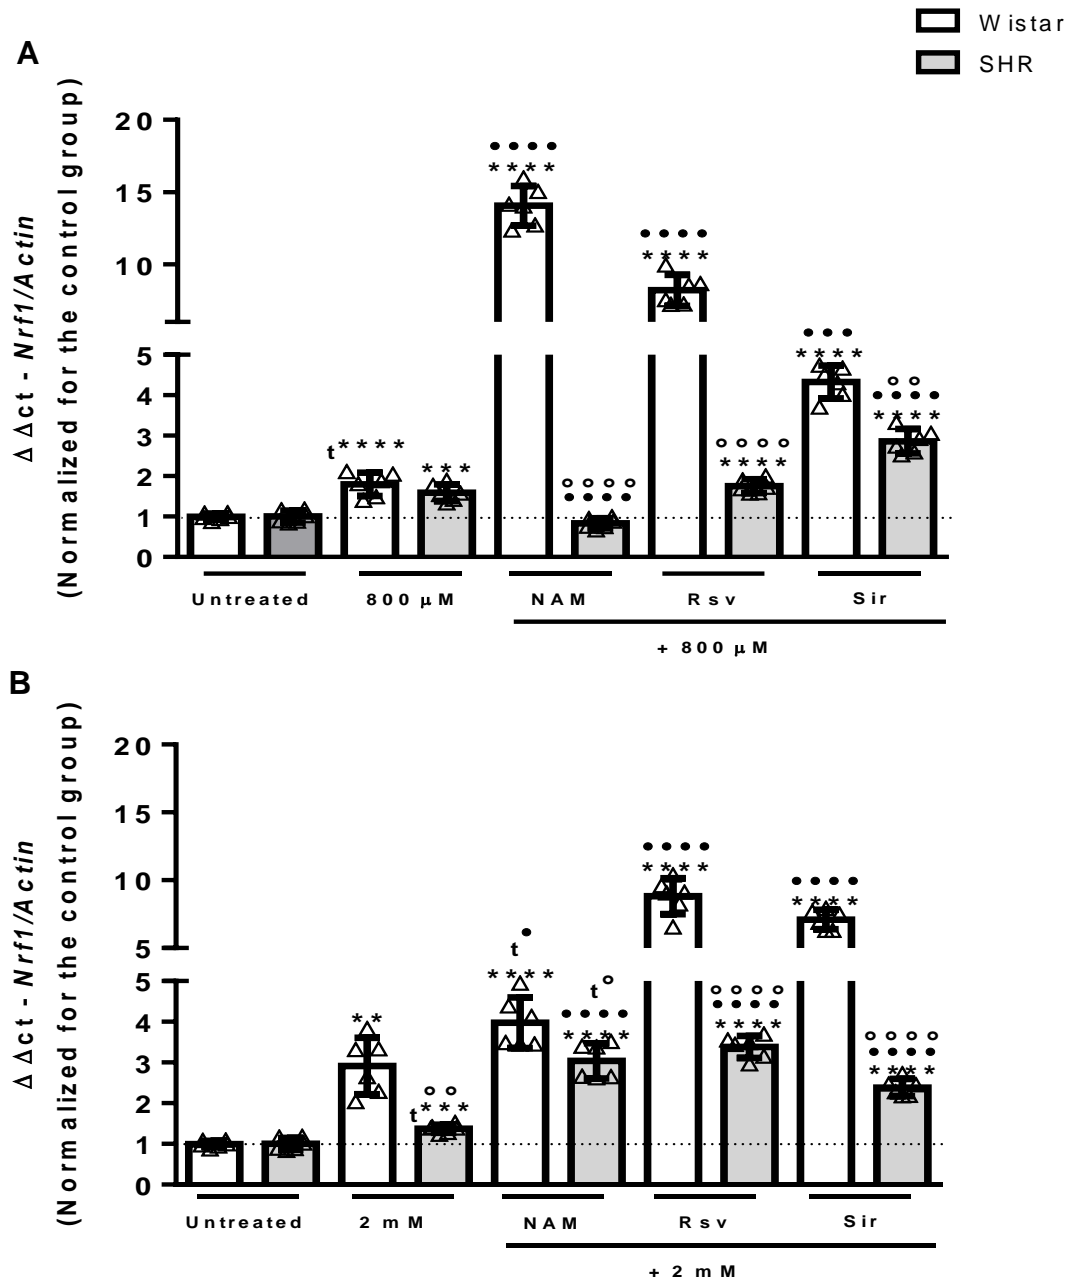 Wistar
SHR
A
Δ Δct - Nrf1/Actin
(Normalized for the control group)
20
15
10
5
4
3
2
1
0
••••
****
••••
****
•••
****
°°
••••
****
t****
***
°°°°
••••
°°°°
****
Untreated
800 µM
NAM
Rsv
Sir
+ 800 µM
B
Δ Δct - Nrf1/Actin
(Normalized for the control group)
20
15
10
5
5
4
3
2
1
0
**
°°
t***
•
t
****
t°
••••
****
••••
****
°°°°
••••
****
••••
****
°°°°
••••
****
Untreated
2 mM
NAM
Rsv
Sir
+ 2 mM